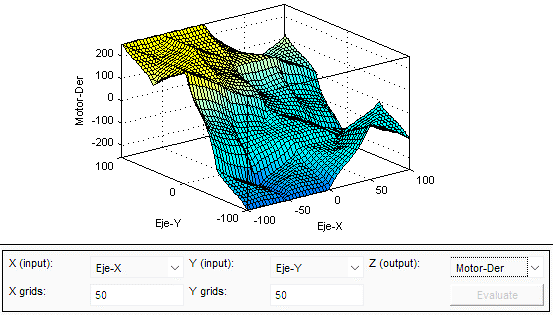 200
100
0
-100
-200
Motor-Der
100
0
-100
Eje-Y
-100
-50
0
50
100
Eje-X
X (input): Eje-X Y (input): Eje-Y Z (output): Motor-Der
X grids: 50 Y grids: 50 Evaluate